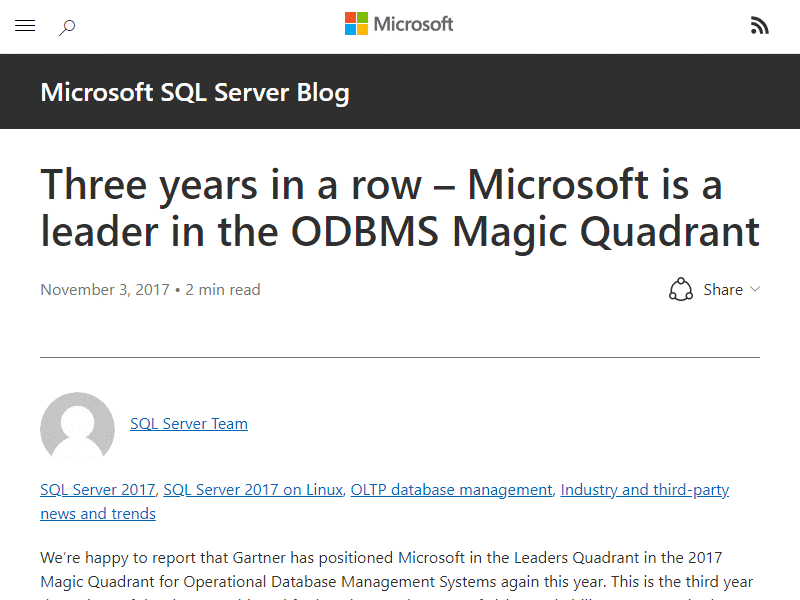 Microsoft
Microsoft SQL Server Blog
Three years in a row – Microsoft is a
leader in the ODBMS Magic Quadrant
November 3, 2017 • 2 min read
Share
SQL Server Team
SQL Server 2017, SQL Server 2017 on Linux, OLTP database management, Industry and third-party
news and trends
We’re happy to report that Gartner has positioned Microsoft in the Leaders Quadrant in the 2017
Magic Quadrant for Operational Database Management Systems again this year. This is the third year